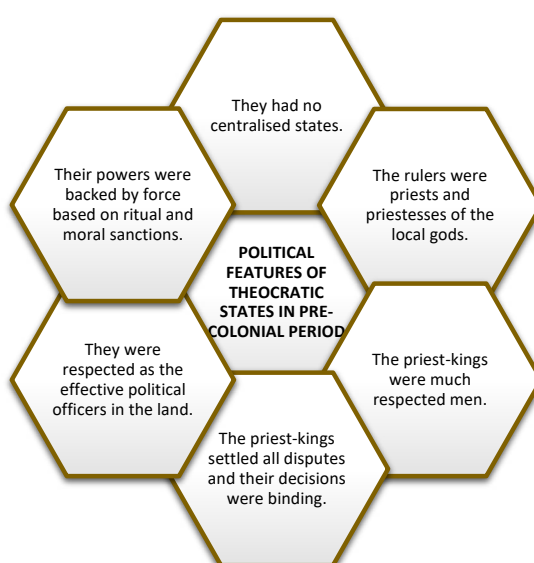 They had no
centralised states.
The rulers were
priests and
priestesses of the
local gods.
The priest-kings
were much
respected men.
The priest-kings
settled all disputes
and their decisions
were binding.
They were
respected as the
effective political
officers in the land.
Their powers were
backed by force
based on ritual and
moral sanctions.
POLITICAL
FEATURES OF
THEOCRATIC
STATES IN PRE-
COLONIAL PERIOD